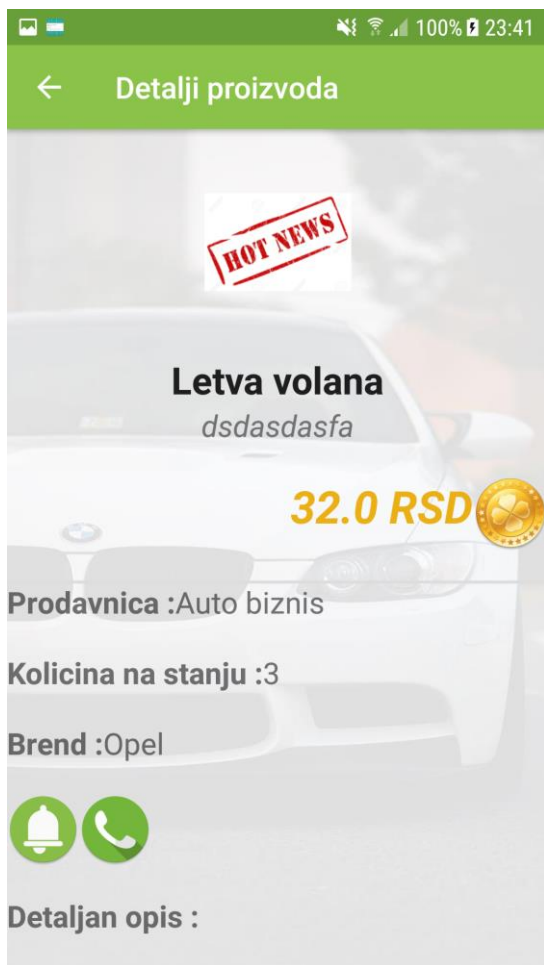 100% 23:41
Detalji proizvoda
HOT NEWS
Letva volana
dsdasdasfa
32.0 RSD
Prodavnica :Auto biznis
Kolicina na stanju :3
Brend :Opel
Detaljan opis :